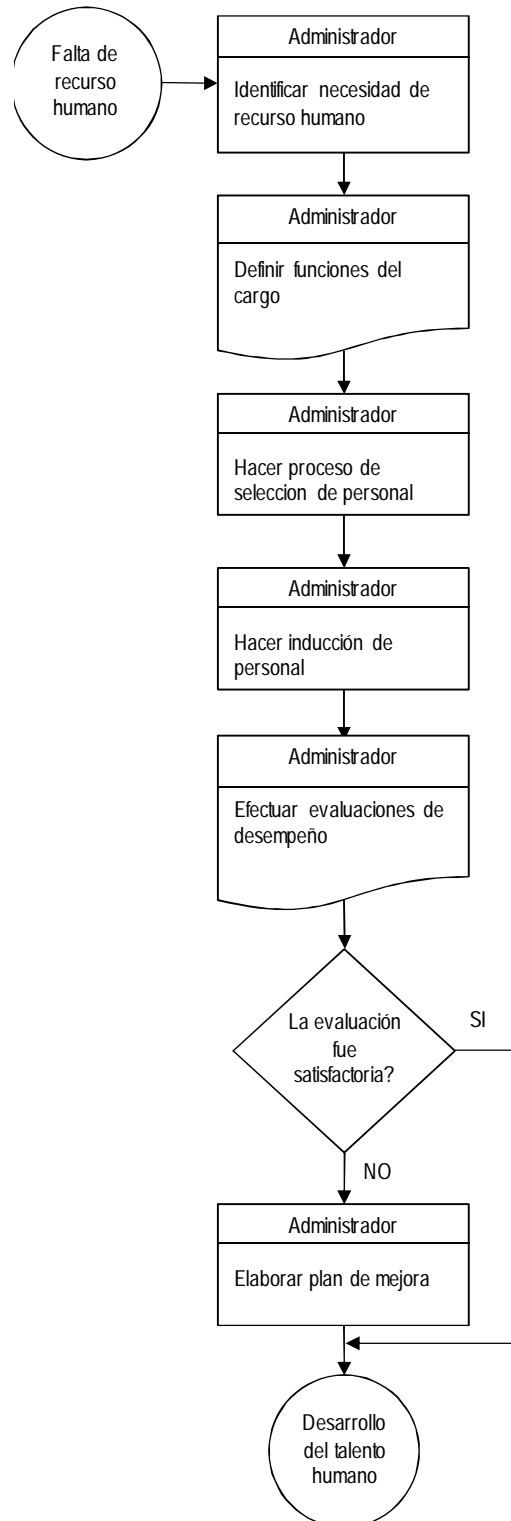 Falta de
recurso
humano
Administrador
Identificar necesidad de
recurso humano
Administrador
Definir funciones del
cargo
Administrador
Hacer proceso de
seleccion de personal
Administrador
Hacer inducción de
personal
Administrador
Efectuar evaluaciones de
desempeño
La evaluación
fue
satisfactoria?
SI
NO
Administrador
Elaborar plan de mejora
Desarrollo
del talento
humano